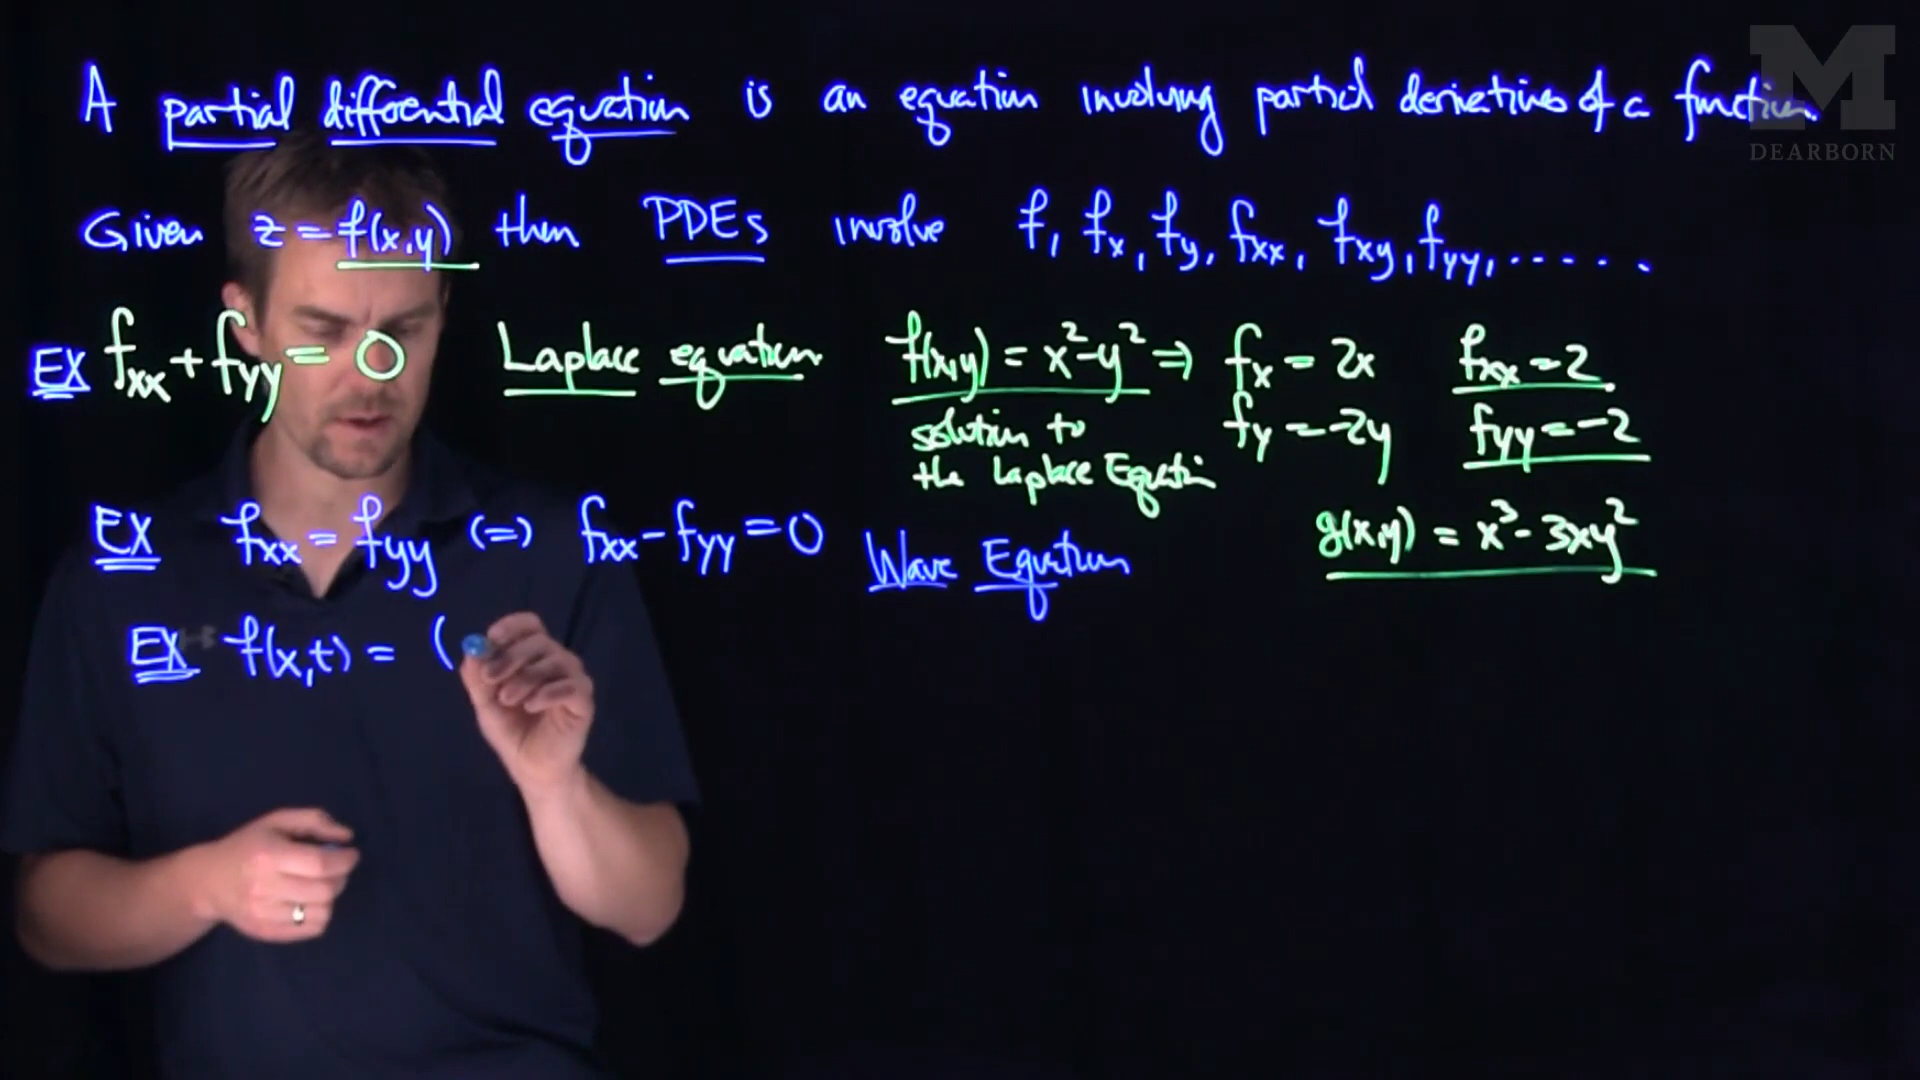 A partial differential equation is an equation involving partial derivatives of a function.
M
DEARBORN
Given z = f(x,y) then PDEs involve f, fx, fy, fxx, fxy, fyy, .....
EX fxx + fyy = 0 Laplace equation f(x,y) = x² - y² ⇒ fx = 2x fxx = 2
solution to fy = -2y fyy = -2
the Laplace Equation
EX fxx = fyy (=) fxx - fyy = 0 Wave Equation g(x,y) = x³ - 3xy²
EX f(x,t) = (